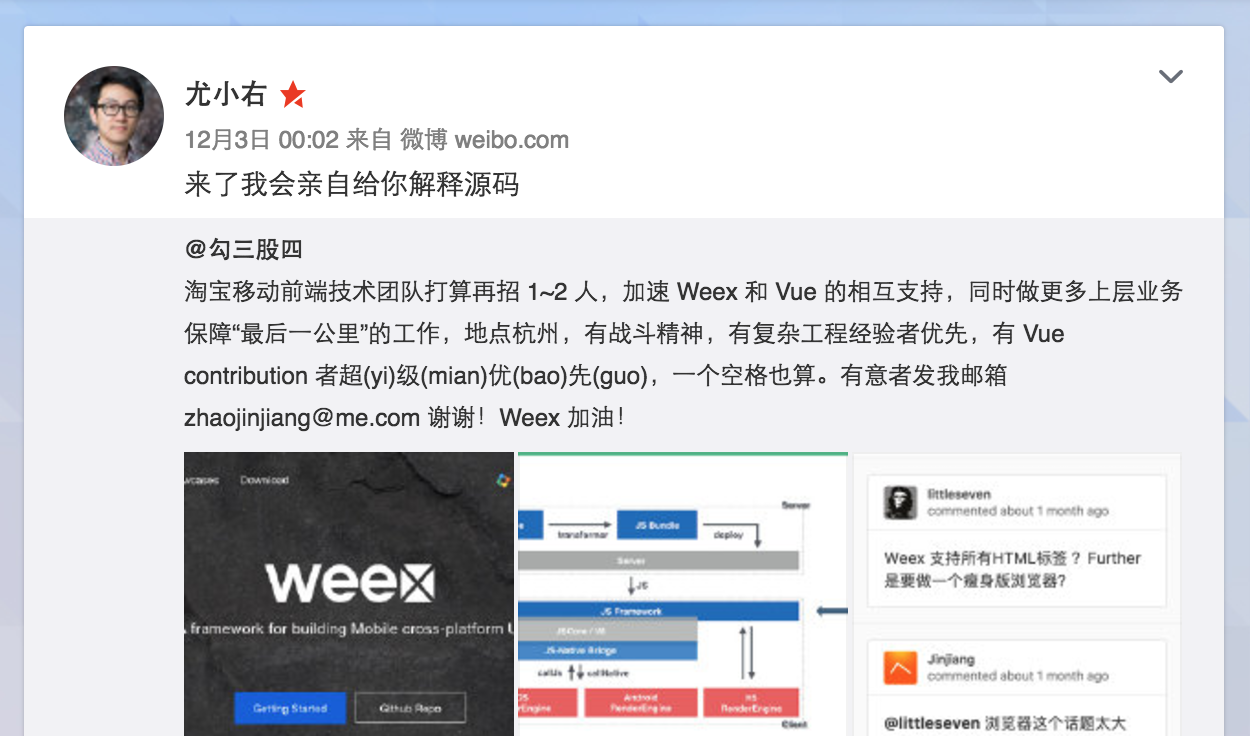 尤小右
12月3日 00:02 来自 微博 weibo.com
来了我会亲自给你解释源码
@勾三股四
淘宝移动前端技术团队打算再招 1~2 人，加速 Weex 和 Vue 的相互支持，同时做更多上层业务
保障“最后一公里”的工作，地点杭州，有战斗精神，有复杂工程经验者优先，有 Vue
contribution 者超(yi)级(mian)优(bao)先(guo)，一个空格也算。有意者发我邮箱
zhaojinjiang@me.com 谢谢！Weex 加油！
wcases Download
weex
A framework for building Mobile cross-platform U
Getting Started Github Repo
Server
transformer JS Bundle deploy
Server
JS
JS Framework
JSCore / V8
JS-Native Bridge
callJs callNative
Android H5
RenderEngine RenderEngine
Client
littleseven
commented about 1 month ago
Weex 支持所有HTML标签？Further
是要做一个瘦身版浏览器?
Jinjiang
commented about 1 month ago
@littleseven 浏览器这个话题太大